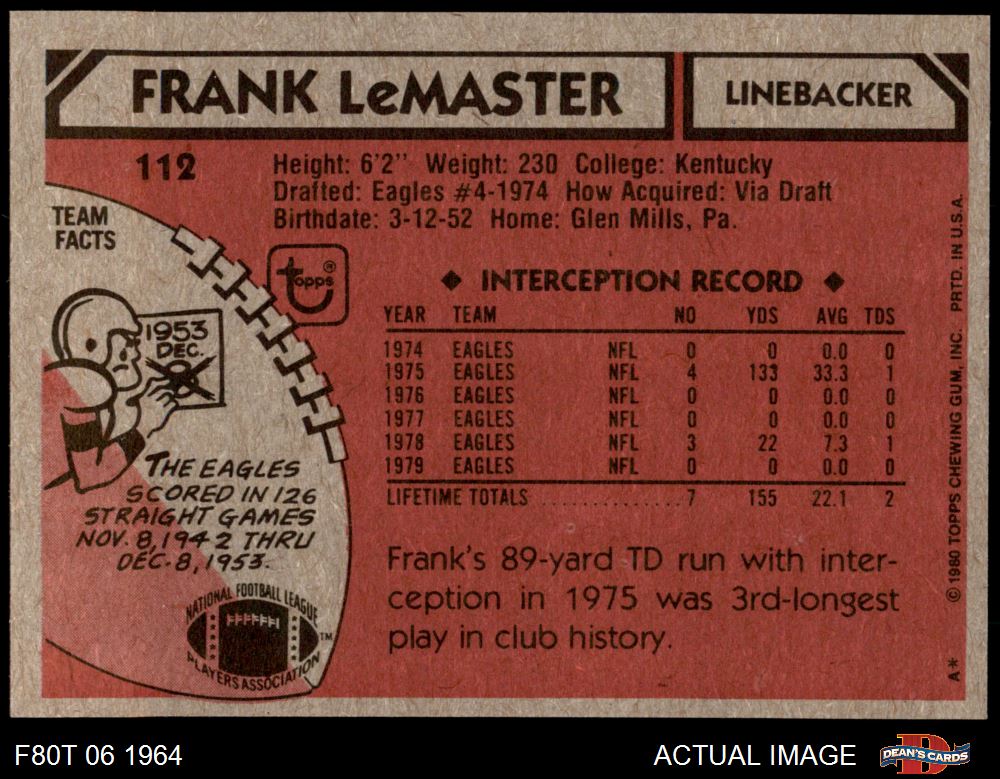 FRANK LeMASTER
LINEBACKER
112
Height: 6'2" Weight: 230 College: Kentucky
Drafted: Eagles #4-1974 How Acquired: Via Draft
Birthdate: 3-12-52 Home: Glen Mills, Pa.
TEAM
FACTS
topps®
1953
DEC.
8
THE EAGLES
SCORED IN 126
STRAIGHT GAMES
NOV. 8, 1942 THRU
DEC. 8, 1953.
NATIONAL FOOTBALL LEAGUE
PLAYERS ASSOCIATION
TM
◆ INTERCEPTION RECORD ◆
YEAR TEAM NO YDS AVG TDS
1974 EAGLES NFL 0 0 0.0 0
1975 EAGLES NFL 4 133 33.3 1
1976 EAGLES NFL 0 0 0.0 0
1977 EAGLES NFL 0 0 0.0 0
1978 EAGLES NFL 3 22 7.3 1
1979 EAGLES NFL 0 0 0.0 0
LIFETIME TOTALS .............. 7 155 22.1 2
Frank's 89-yard TD run with inter-
ception in 1975 was 3rd-longest
play in club history.
A* © 1980 TOPPS CHEWING GUM, INC. PRTD. IN U.S.A.
F80T 06 1964
ACTUAL IMAGE
DEAN'S CARDS